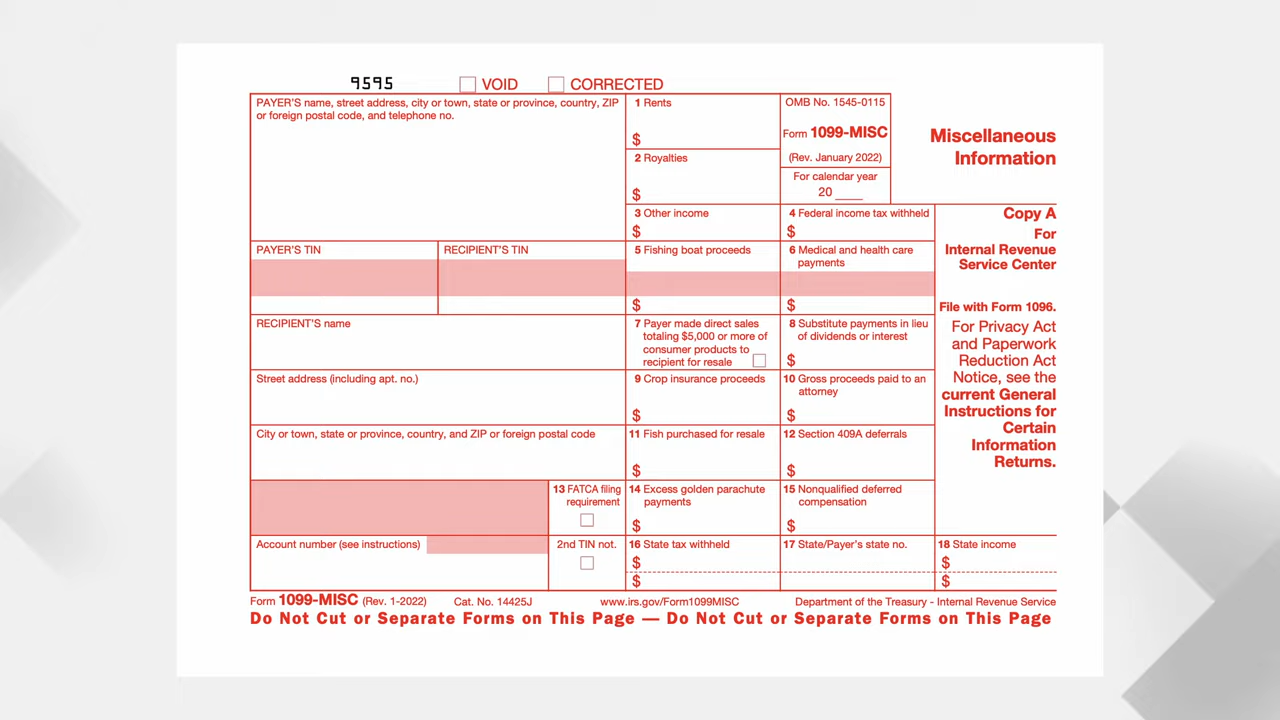 9595
VOID
CORRECTED
PAYER'S name, street address, city or town, state or province, country, ZIP
or foreign postal code, and telephone no.
1 Rents
$
2 Royalties
$
OMB No. 1545-0115
Form 1099-MISC
(Rev. January 2022)
For calendar year
20 ____
Miscellaneous
Information
3 Other income
$
4 Federal income tax withheld
$
Copy A
For
Internal Revenue
Service Center
File with Form 1096.
For Privacy Act
and Paperwork
Reduction Act
Notice, see the
current General
Instructions for
Certain
Information
Returns.
PAYER'S TIN
RECIPIENT'S TIN
5 Fishing boat proceeds
$
6 Medical and health care
payments
$
RECIPIENT'S name
7 Payer made direct sales
totaling $5,000 or more of
consumer products to
recipient for resale
8 Substitute payments in lieu
of dividends or interest
$
Street address (including apt. no.)
9 Crop insurance proceeds
$
10 Gross proceeds paid to an
attorney
$
City or town, state or province, country, and ZIP or foreign postal code
11 Fish purchased for resale
$
12 Section 409A deferrals
$
13 FATCA filing
requirement
14 Excess golden parachute
payments
$
15 Nonqualified deferred
compensation
$
Account number (see instructions)
2nd TIN not.
16 State tax withheld
$
$
17 State/Payer's state no.
18 State income
$
$
Form 1099-MISC (Rev. 1-2022)
Cat. No. 14425J
www.irs.gov/Form1099MISC
Department of the Treasury - Internal Revenue Service
Do Not Cut or Separate Forms on This Page — Do Not Cut or Separate Forms on This Page